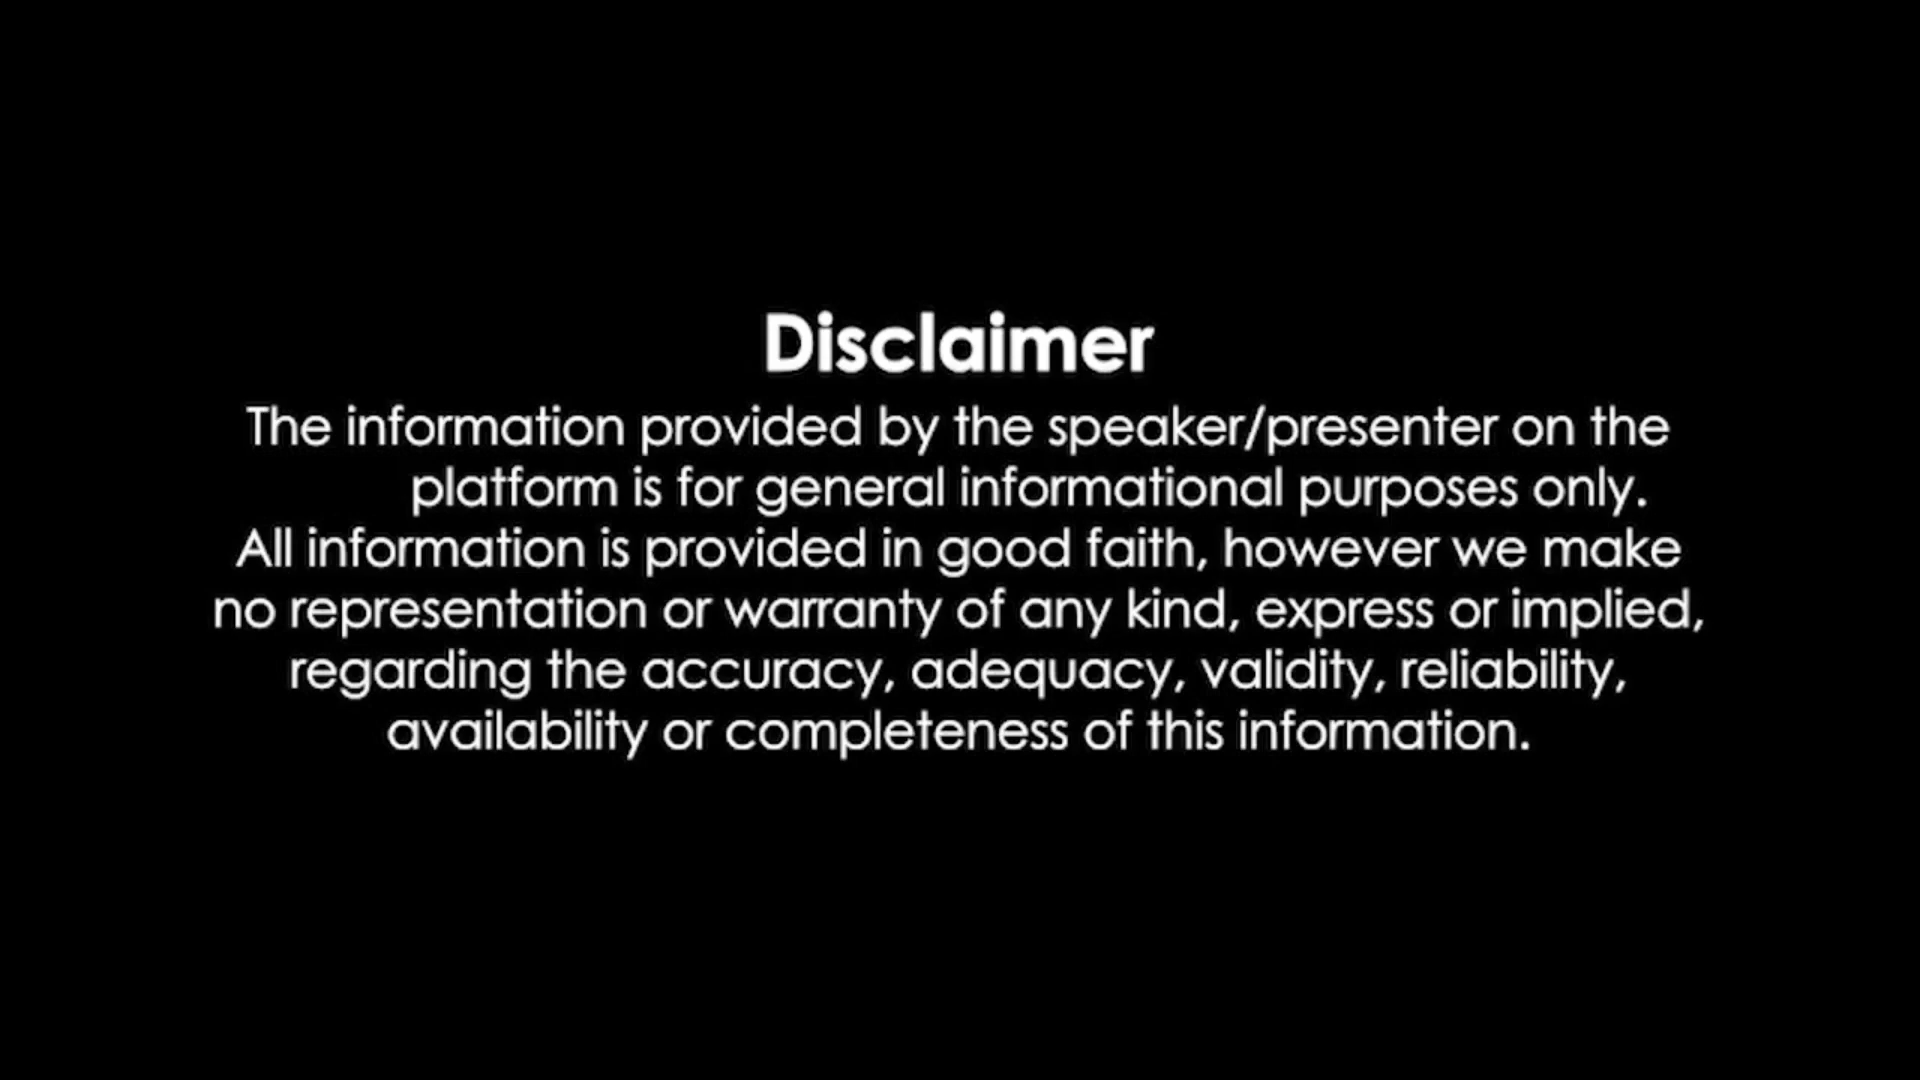 Disclaimer
The information provided by the speaker/presenter on the
platform is for general informational purposes only.
All information is provided in good faith, however we make
no representation or warranty of any kind, express or implied,
regarding the accuracy, adequacy, validity, reliability,
availability or completeness of this information.